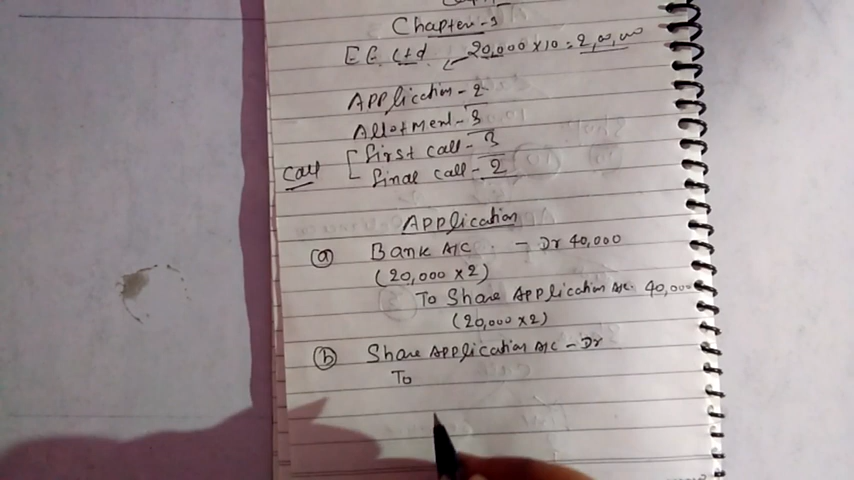 Chapter-3
EE. Ltd 20,000 x 10 = 2,00,000
Application - 2
Allotment - 3
Call First call - 3
Final call - 2
Application
(a) Bank A/C. - Dr 40,000
(20,000 x 2)
To Share Application A/c. 40,000
(20,000 x 2)
(b) Share Application A/C - Dr
To